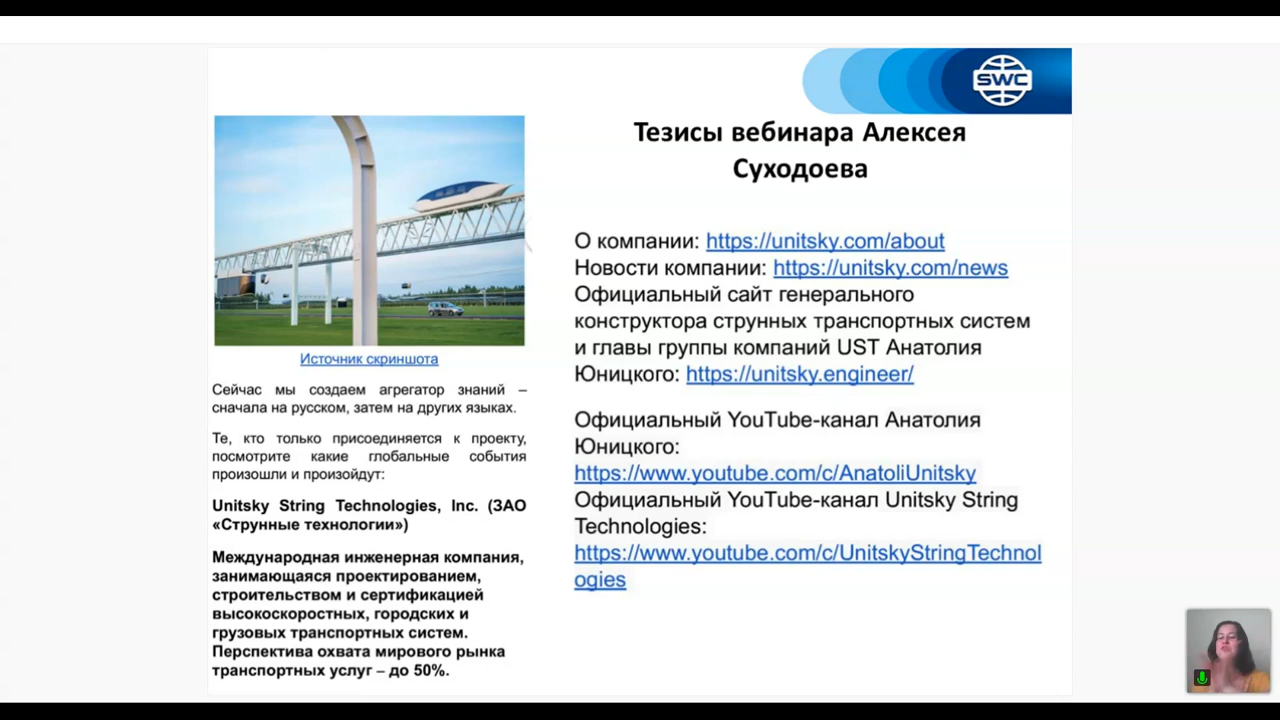 SWC
Тезисы вебинара Алексея
Суходоева
Источник скриншота
Сейчас мы создаем агрегатор знаний –
сначала на русском, затем на других языках.
Те, кто только присоединяется к проекту,
посмотрите какие глобальные события
произошли и произойдут:
Unitsky String Technologies, Inc. (ЗАО
«Струнные технологии»)
Международная инженерная компания,
занимающаяся проектированием,
строительством и сертификацией
высокоскоростных, городских и
грузовых транспортных систем.
Перспектива охвата мирового рынка
транспортных услуг – до 50%.
О компании: https://unitsky.com/about
Новости компании: https://unitsky.com/news
Официальный сайт генерального
конструктора струнных транспортных систем
и главы группы компаний UST Анатолия
Юницкого: https://unitsky.engineer/
Официальный YouTube-канал Анатолия
Юницкого:
https://www.youtube.com/c/AnatoliUnitsky
Официальный YouTube-канал Unitsky String
Technologies:
https://www.youtube.com/c/UnitskyStringTechnol
ogies